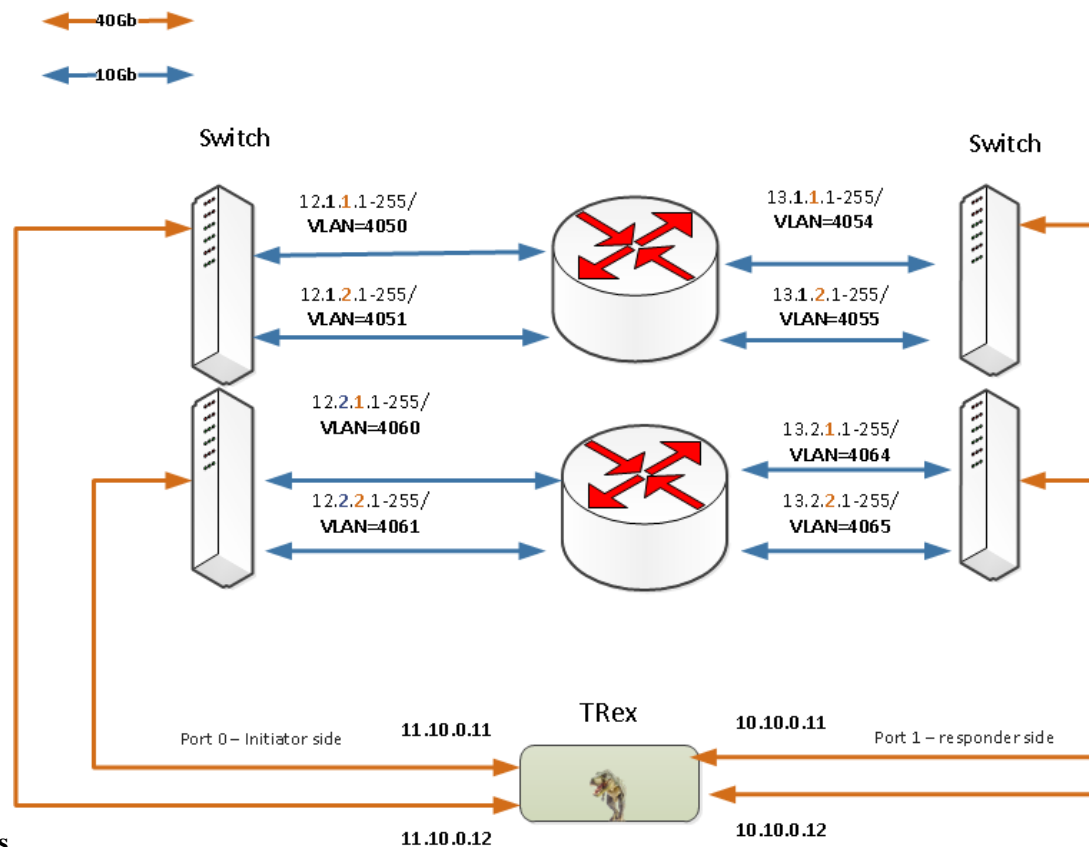 40Gb
10Gb
Switch
Switch
12.1.1.1-255/
VLAN=4050
13.1.1.1-255/
VLAN=4054
12.1.2.1-255/
VLAN=4051
13.1.2.1-255/
VLAN=4055
12.2.1.1-255/
VLAN=4060
13.2.1.1-255/
VLAN=4064
12.2.2.1-255/
VLAN=4061
13.2.2.1-255/
VLAN=4065
TRex
11.10.0.11
10.10.0.11
Port 0 – Initiator side
Port 1 – responder side
11.10.0.12
10.10.0.12
s